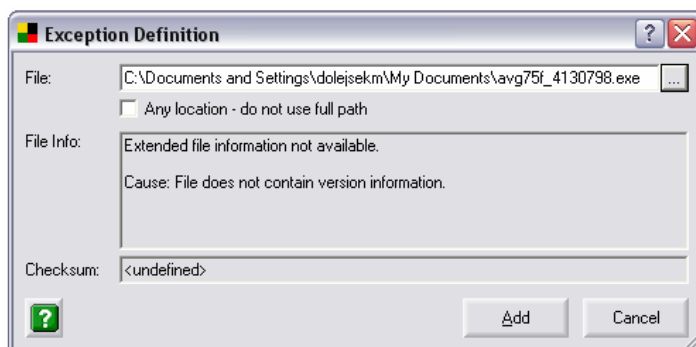 Exception Definition
File: C:\Documents and Settings\dolejsekm\My Documents\avg75f_4130798.exe ...
Any location - do not use full path
File Info: Extended file information not available.
Cause: File does not contain version information.
Checksum: <undefined>
Add Cancel